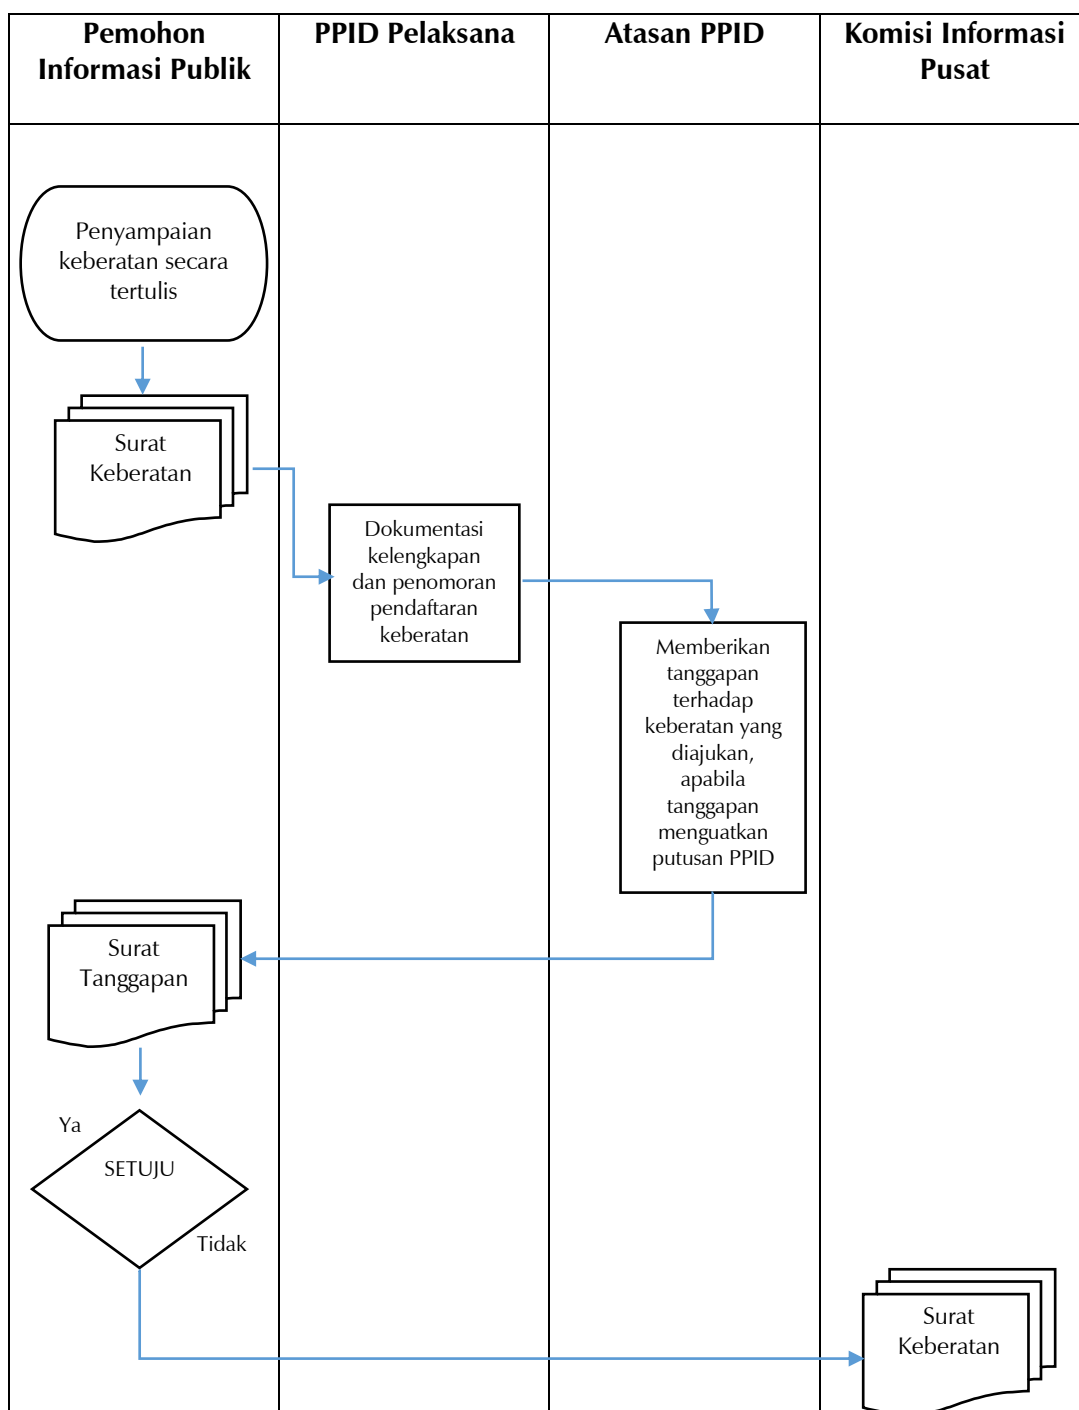 Pemohon
Informasi Publik
PPID Pelaksana
Atasan PPID
Komisi Informasi
Pusat
Penyampaian
keberatan secara
tertulis
Surat
Keberatan
Dokumentasi
kelengkapan
dan penomoran
pendaftaran
keberatan
Memberikan
tanggapan
terhadap
keberatan yang
diajukan,
apabila
tanggapan
menguatkan
putusan PPID
Surat
Tanggapan
Ya
SETUJU
Tidak
Surat
Keberatan